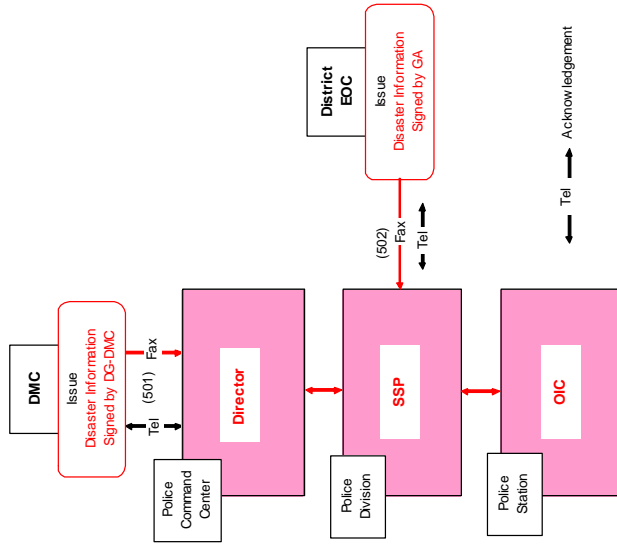 DMC
Issue
Disaster Information
Signed by DG-DMC
Tel
(501)
Fax
Police
Command
Center
Director
District
EOC
Issue
Disaster Information
Signed by GA
(502)
Fax
Tel
Police
Division
SSP
Police
Station
OIC
Tel
Acknowledgement